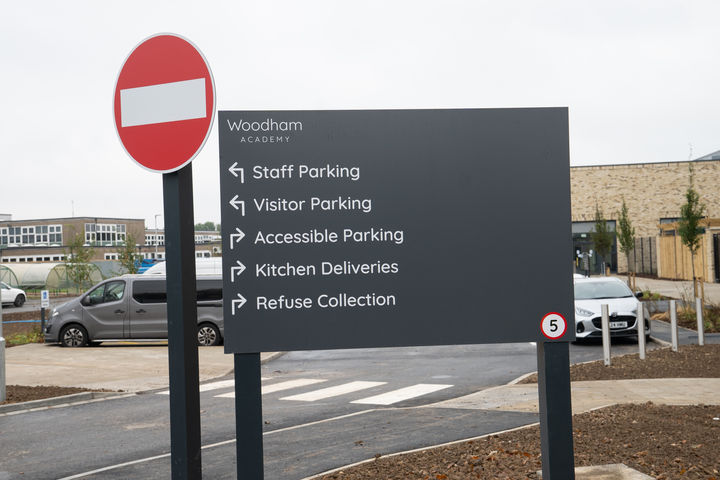 Woodham
ACADEMY
Staff Parking
Visitor Parking
Accessible Parking
Kitchen Deliveries
Refuse Collection
5